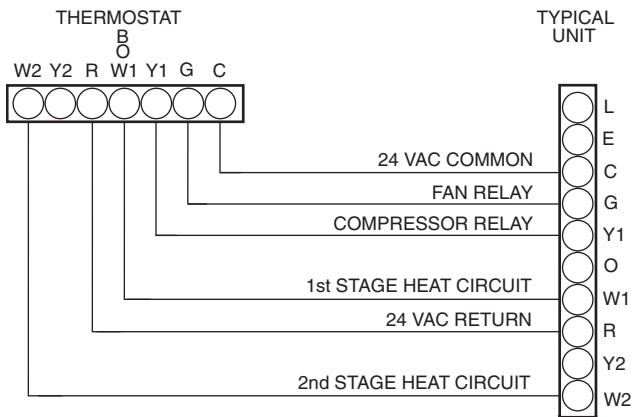 THERMOSTAT
B
O
W2 Y2 R W1 Y1 G C
TYPICAL
UNIT
L
E
24 VAC COMMON
C
FAN RELAY
G
COMPRESSOR RELAY
Y1
O
1st STAGE HEAT CIRCUIT
W1
24 VAC RETURN
R
Y2
2nd STAGE HEAT CIRCUIT
W2